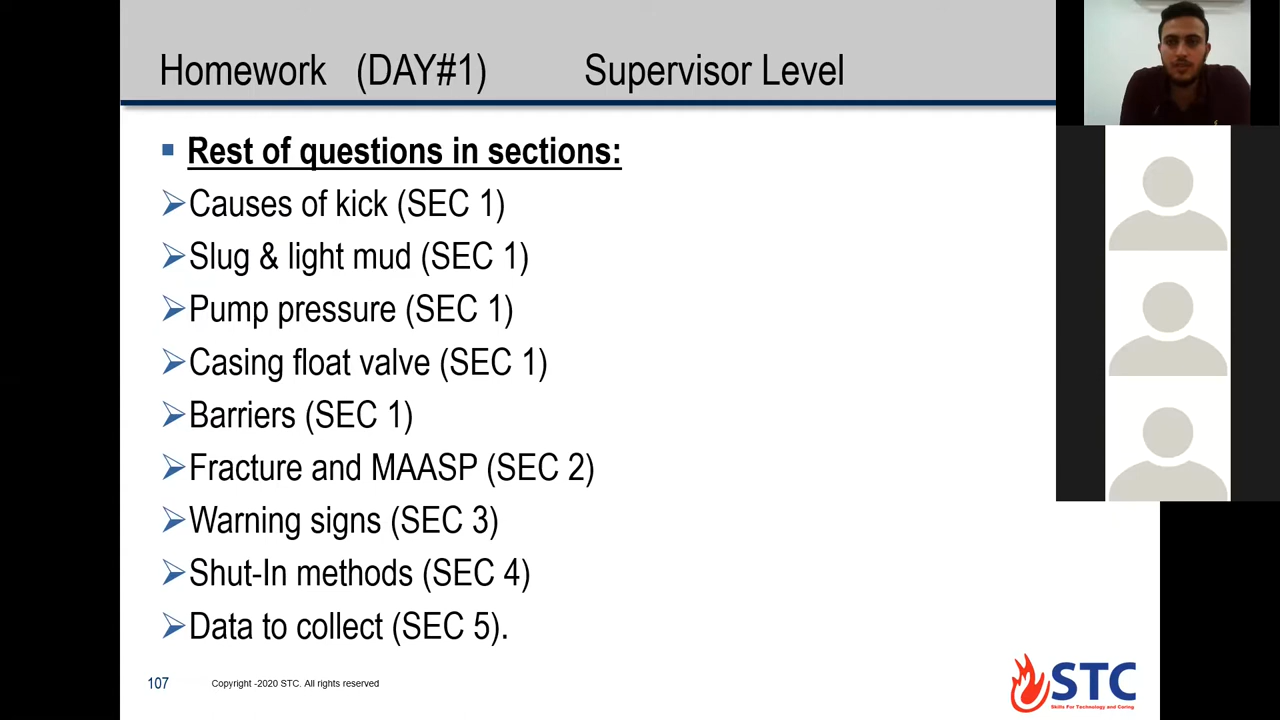 Homework (DAY#1) Supervisor Level
Rest of questions in sections:
Causes of kick (SEC 1)
Slug & light mud (SEC 1)
Pump pressure (SEC 1)
Casing float valve (SEC 1)
Barriers (SEC 1)
Fracture and MAASP (SEC 2)
Warning signs (SEC 3)
Shut-In methods (SEC 4)
Data to collect (SEC 5).
107 Copyright -2020 STC. All rights reserved
STC
Skills For Technology and Caring